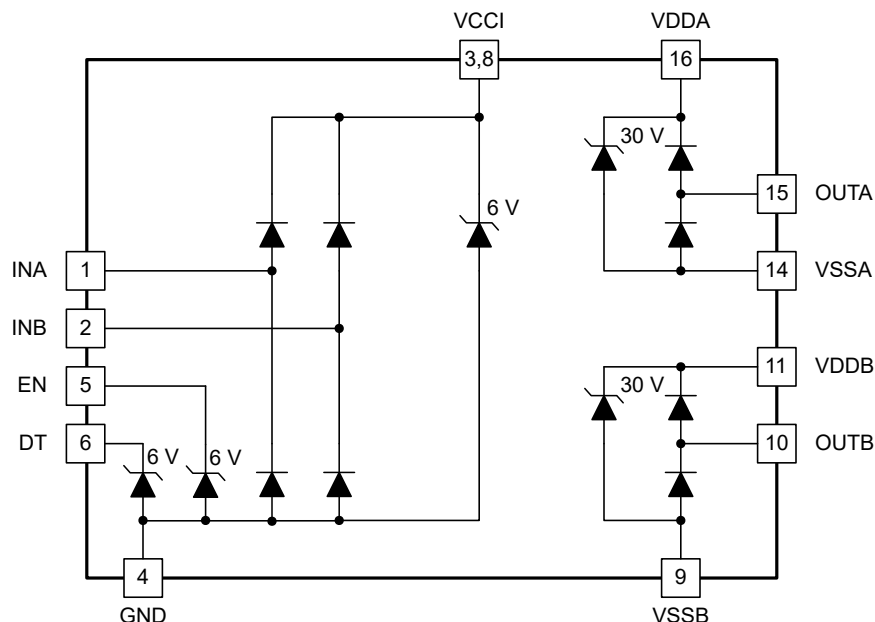 VCCI VDDA
3,8 16
30 V
15 OUTA
6 V
INA 1
14 VSSA
INB 2
11 VDDB
EN 5
30 V
DT 6
10 OUTB
6 V 6 V
4 9
GND VSSB